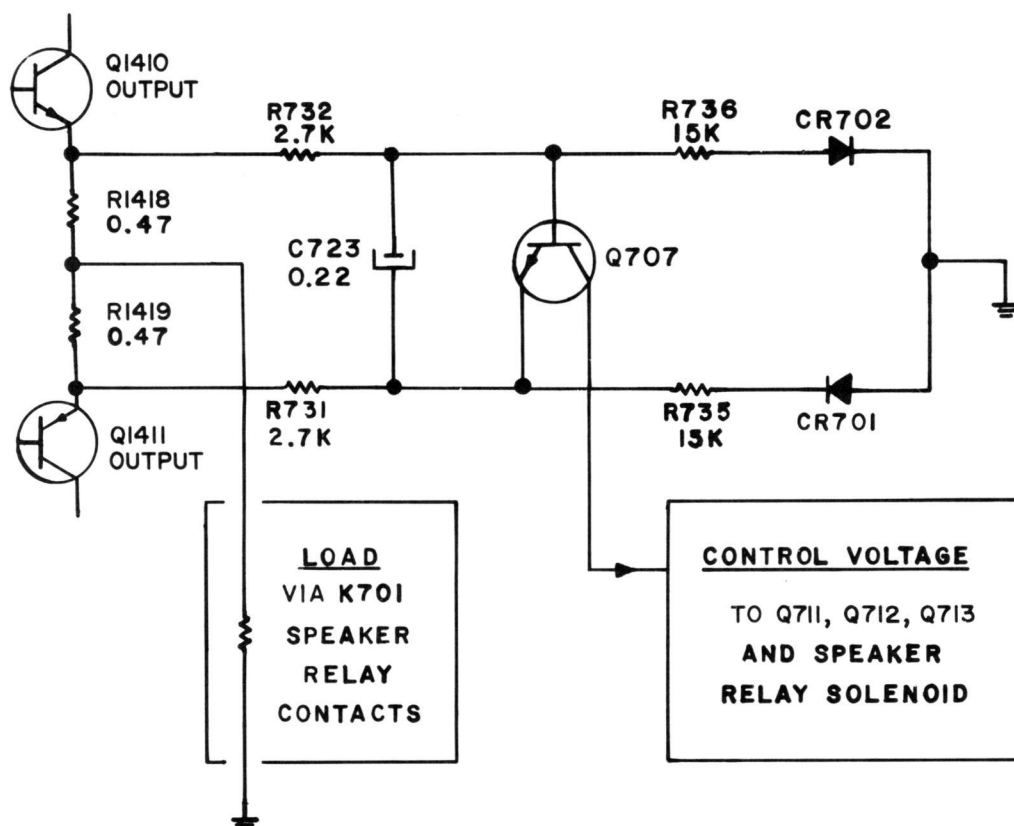 Q1410
OUTPUT
R732
2.7K
R736
15K
CR702
R1418
0.47
C723
0.22
Q707
R1419
0.47
R731
2.7K
R735
15K
CR701
Q1411
OUTPUT
LOAD
VIA K701
SPEAKER
RELAY
CONTACTS
CONTROL VOLTAGE
TO Q711, Q712, Q713
AND SPEAKER
RELAY SOLENOID